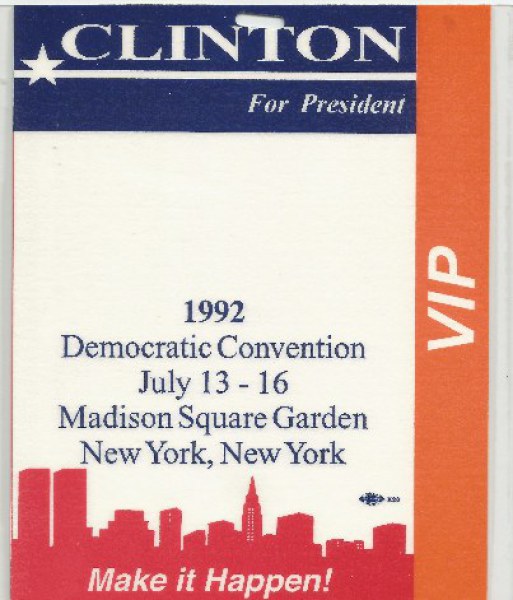 CLINTON
For President
VIP
1992
Democratic Convention
July 13 - 16
Madison Square Garden
New York, New York
Make it Happen!